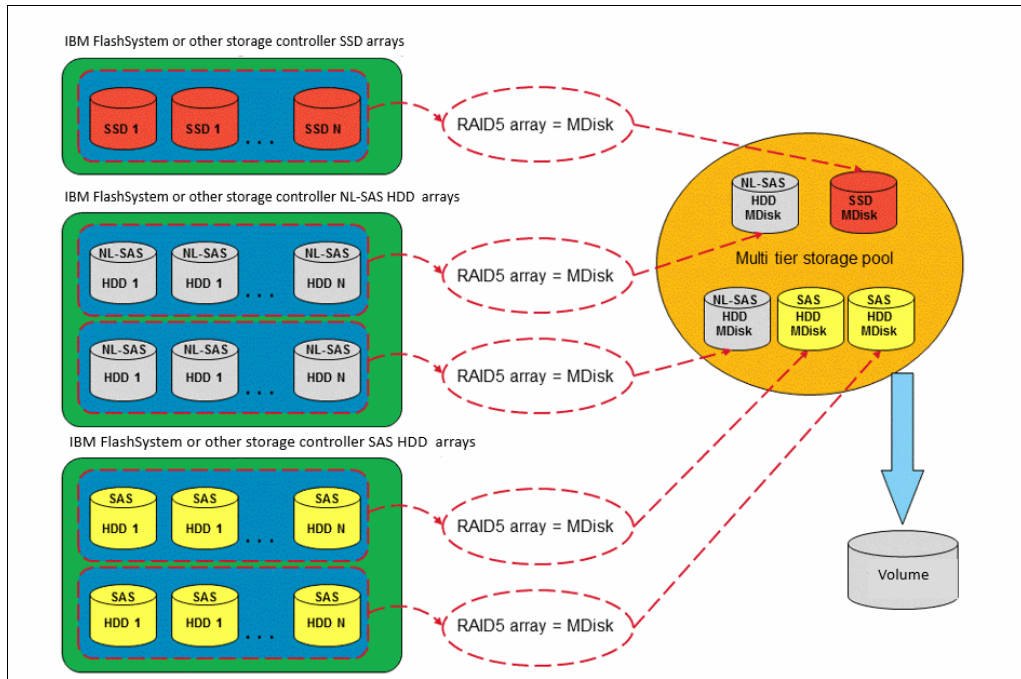 IBM FlashSystem or other storage controller SSD arrays
SSD 1
SSD 1
. . .
SSD N
RAID5 array = MDisk
IBM FlashSystem or other storage controller NL-SAS HDD arrays
NL-SAS
HDD 1
NL-SAS
HDD 1
. . .
NL-SAS
HDD N
RAID5 array = MDisk
NL-SAS
HDD 1
NL-SAS
HDD 1
. . .
NL-SAS
HDD N
RAID5 array = MDisk
IBM FlashSystem or other storage controller SAS HDD arrays
SAS
HDD 1
SAS
HDD 1
. . .
SAS
HDD N
RAID5 array = MDisk
SAS
HDD 1
SAS
HDD 1
. . .
SAS
HDD N
RAID5 array = MDisk
NL-SAS
HDD
MDisk
SSD
MDisk
Multi tier storage pool
NL-SAS
HDD
MDisk
SAS
HDD
MDisk
SAS
HDD
MDisk
Volume